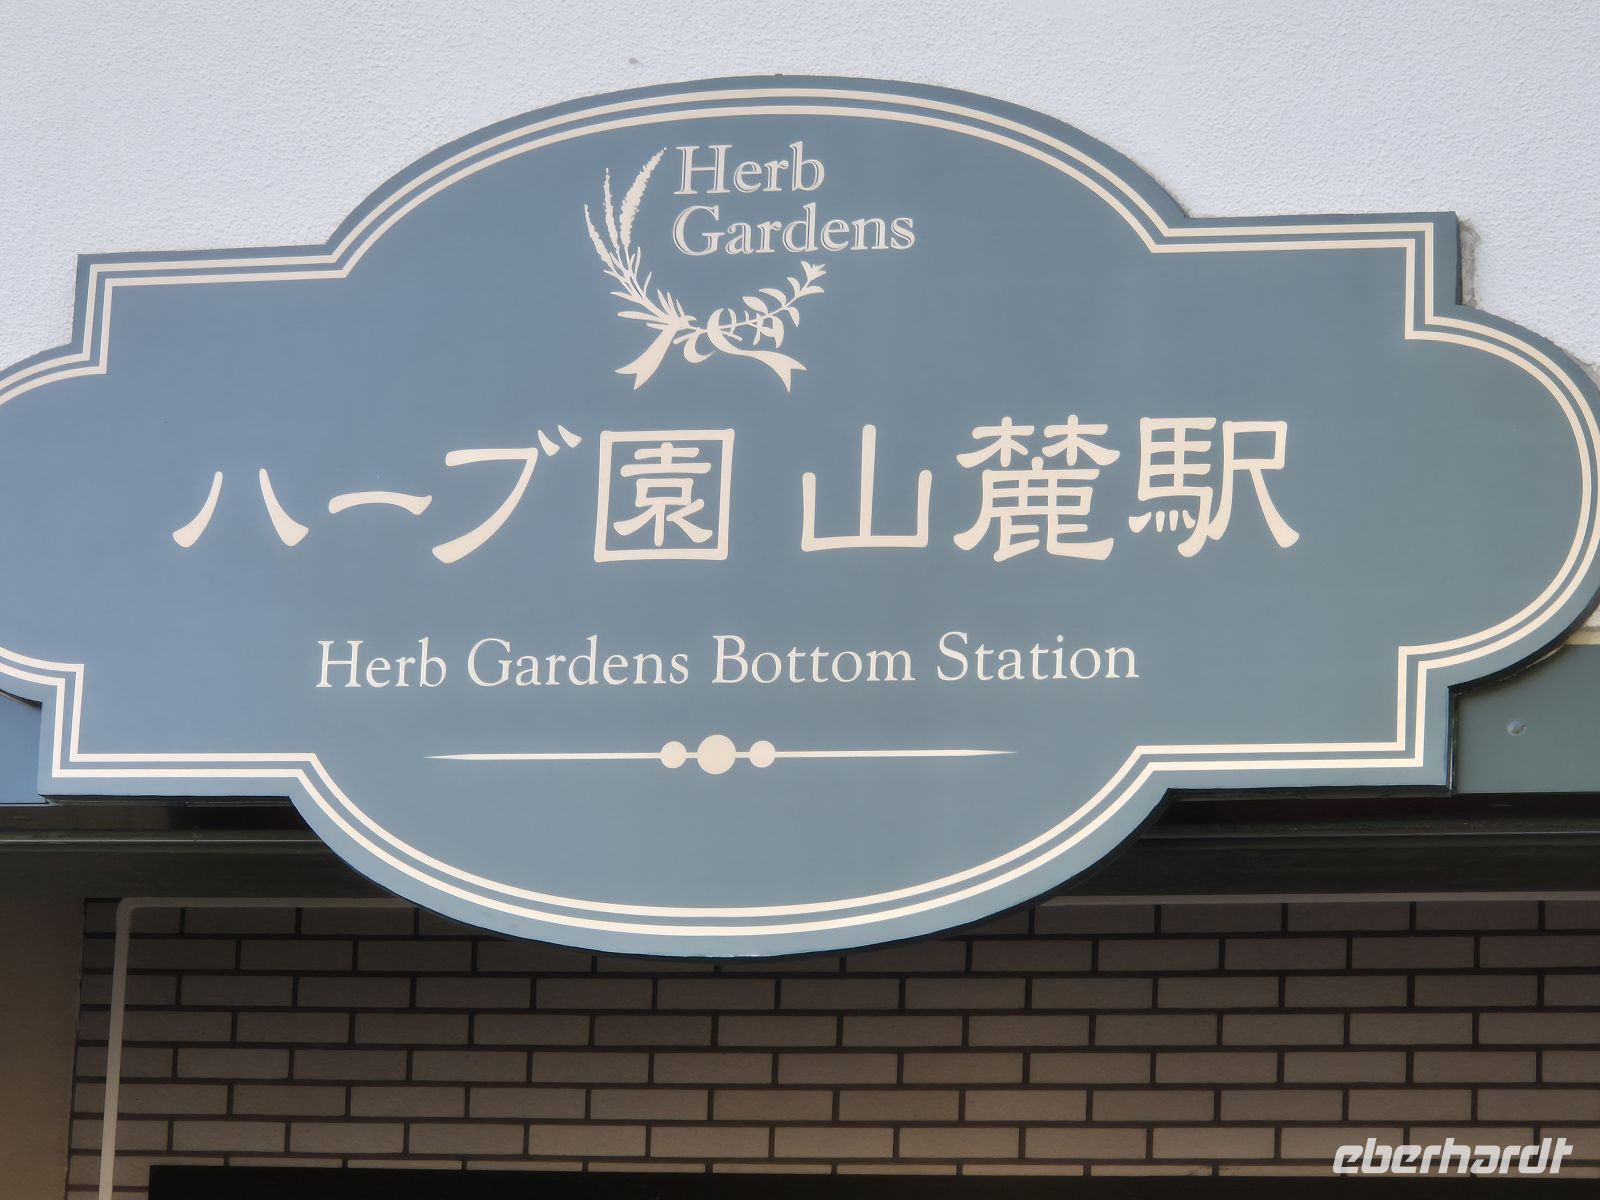 Herb
Gardens
ハーブ園 山麓駅
Herb Gardens Bottom Station
eberhardt